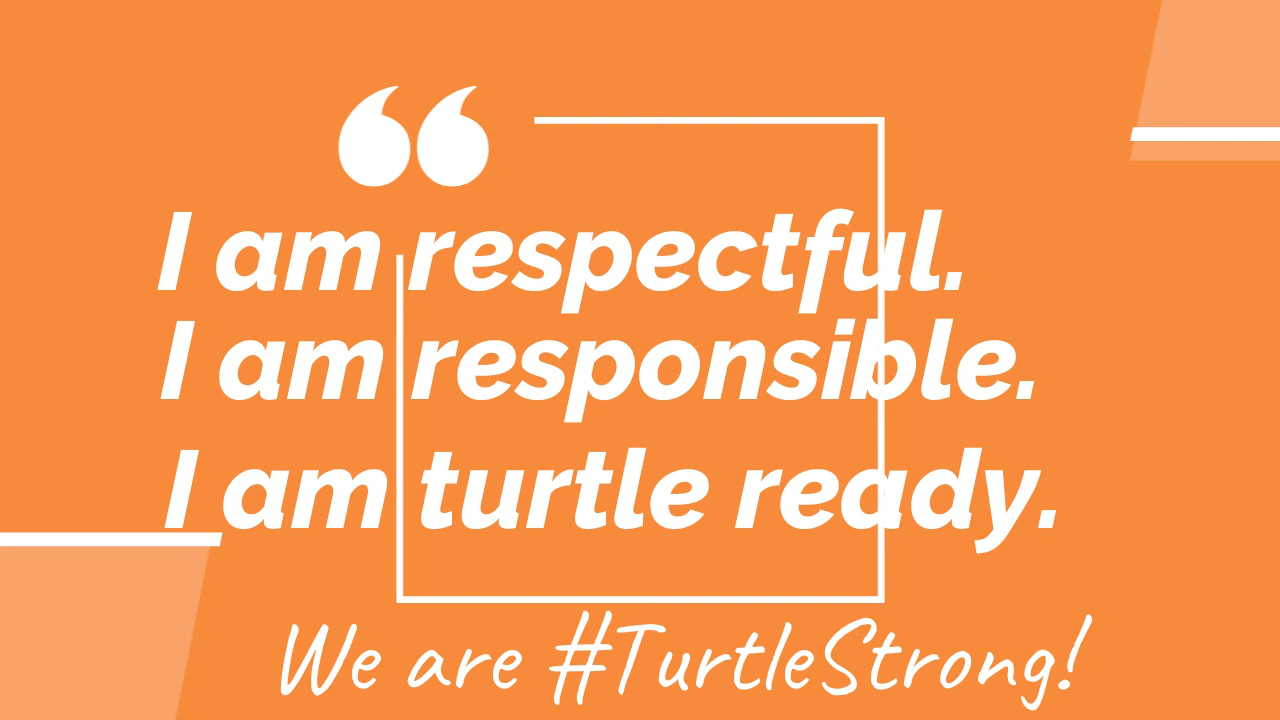 I am respectful.
I am responsible.
I am turtle ready.
We are #TurtleStrong!